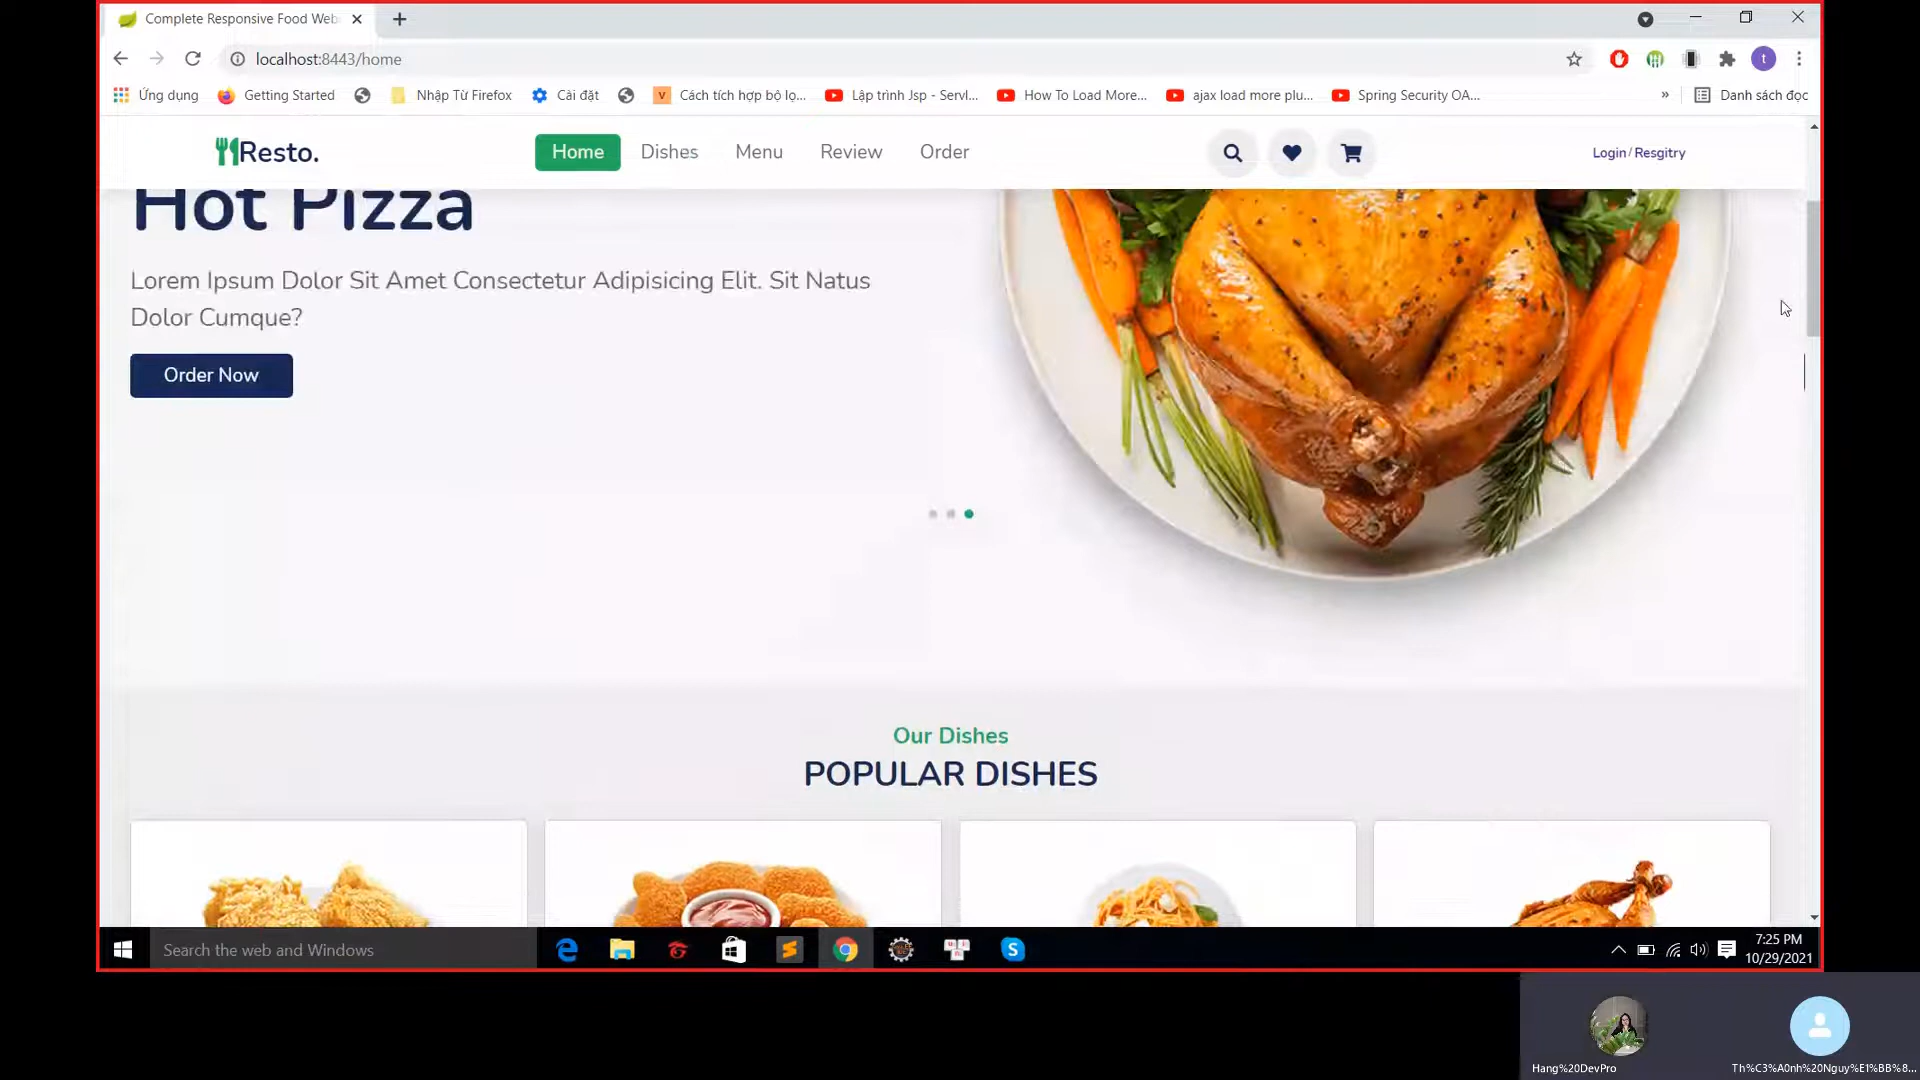 Complete Responsive Food Web
localhost:8443/home
Ứng dụng
Getting Started
Nhập Từ Firefox
Cài đặt
Cách tích hợp bộ lọ...
Lập trình Jsp - Servl...
How To Load More...
ajax load more plu...
Spring Security OA...
»
Danh sách đọc
Resto.
Home
Dishes
Menu
Review
Order
Login/Resgitry
Hot Pizza
Lorem Ipsum Dolor Sit Amet Consectetur Adipisicing Elit. Sit Natus
Dolor Cumque?
Order Now
Our Dishes
POPULAR DISHES
Search the web and Windows
7:25 PM
10/29/2021
Hang%20DevPro
Th%C3%A0nh%20Nguy%E1%BB%8...